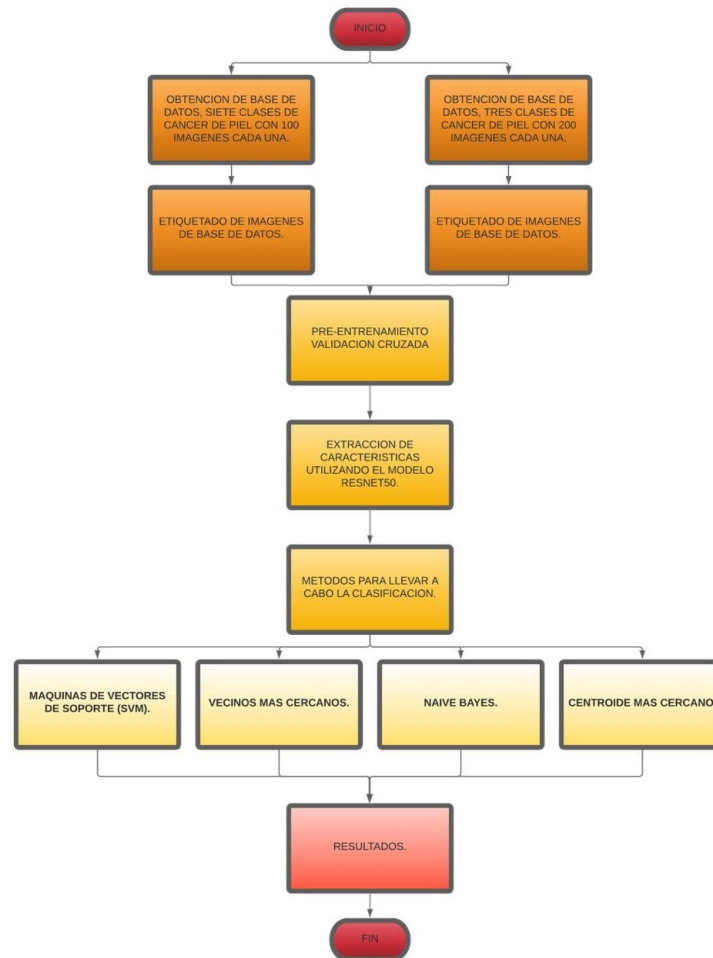 INICIO
OBTENCION DE BASE DE
DATOS, SIETE CLASES DE
CANCER DE PIEL CON 100
IMAGENES CADA UNA.
OBTENCION DE BASE DE
DATOS, TRES CLASES DE
CANCER DE PIEL CON 200
IMAGENES CADA UNA.
ETIQUETADO DE IMAGENES
DE BASE DE DATOS.
ETIQUETADO DE IMAGENES
DE BASE DE DATOS.
PRE-ENTRENAMIENTO
VALIDACION CRUZADA
EXTRACCION DE
CARACTERISTICAS
UTILIZANDO EL MODELO
RESNET50.
METODOS PARA LLEVAR A
CABO LA CLASIFICACION.
MAQUINAS DE VECTORES
DE SOPORTE (SVM).
VECINOS MAS CERCANOS.
NAIVE BAYES.
CENTROIDE MAS CERCANO
RESULTADOS.
FIN